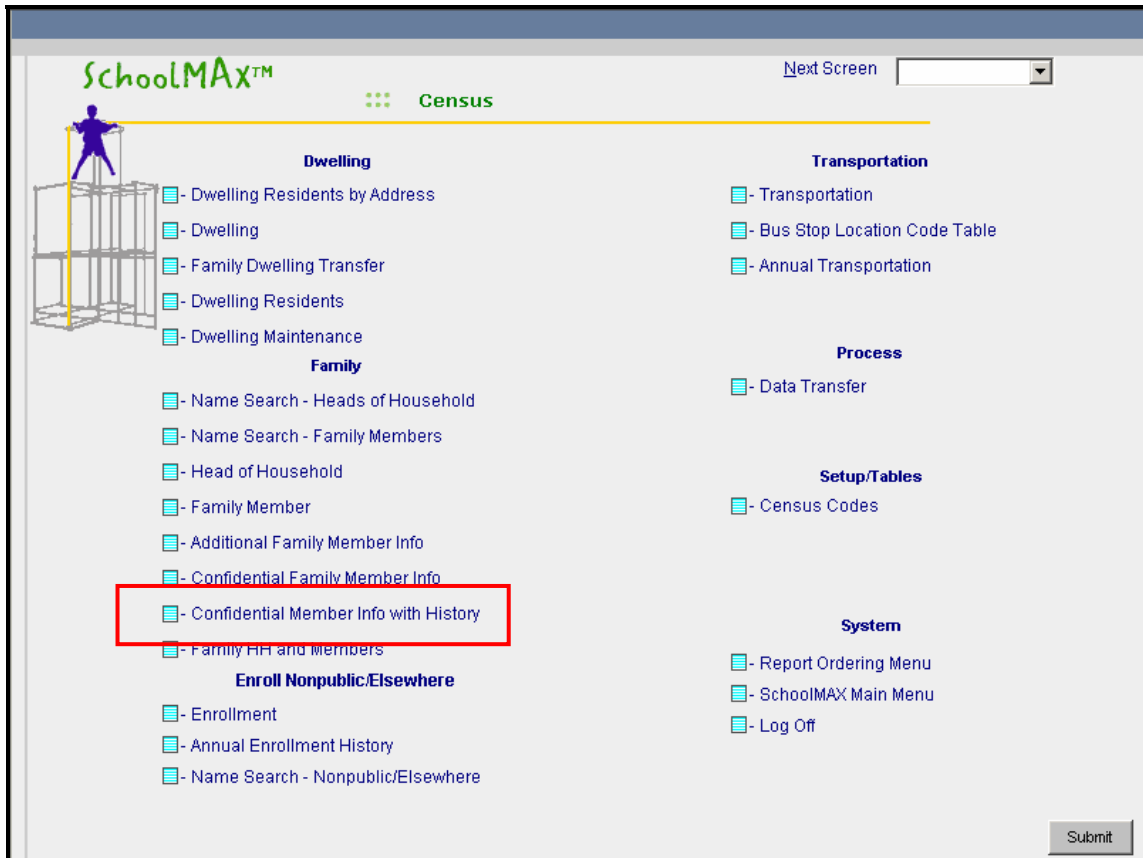 SchoolMAX™
Next Screen
Census
Dwelling
- Dwelling Residents by Address
- Dwelling
- Family Dwelling Transfer
- Dwelling Residents
- Dwelling Maintenance
Family
- Name Search - Heads of Household
- Name Search - Family Members
- Head of Household
- Family Member
- Additional Family Member Info
- Confidential Family Member Info
- Confidential Member Info with History
- Family HH and Members
Enroll Nonpublic/Elsewhere
- Enrollment
- Annual Enrollment History
- Name Search - Nonpublic/Elsewhere
Transportation
- Transportation
- Bus Stop Location Code Table
- Annual Transportation
Process
- Data Transfer
Setup/Tables
- Census Codes
System
- Report Ordering Menu
- SchoolMAX Main Menu
- Log Off
Submit